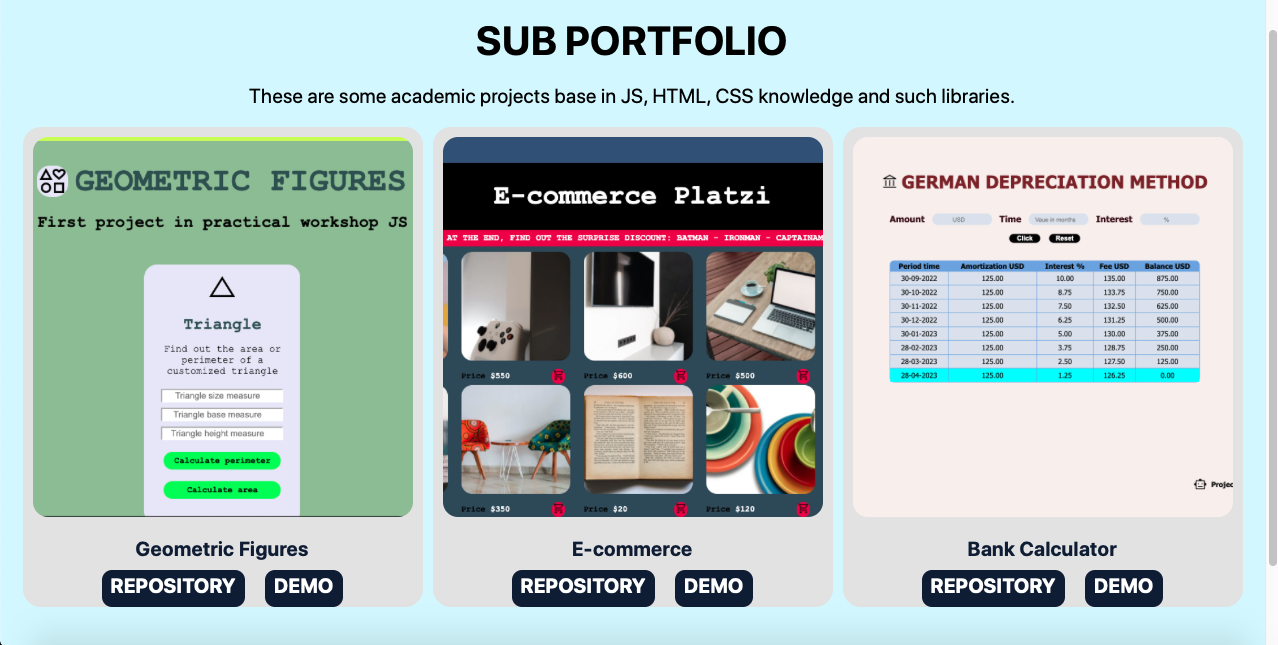 SUB PORTFOLIO
These are some academic projects base in JS, HTML, CSS knowledge and such libraries.
GEOMETRIC FIGURES
First project in practical workshop JS
Triangle
Find out the area or
perimeter of a
customized triangle
Triangle size measure
Triangle base measure
Triangle height measure
Calculate perimeter
Calculate area
Geometric Figures
REPOSITORY DEMO
E-commerce Platzi
AT THE END, FIND OUT THE SURPRISE DISCOUNT: BATMAN - IRONMAN - CAPTAINAM
Price $550 Price $600 Price $500
Price $350 Price $20 Price $120
E-commerce
REPOSITORY DEMO
GERMAN DEPRECIATION METHOD
Amount USD Time Vaue in months Interest %
Click Reset
Period time Amortization USD Interest % Fee USD Balance USD
30-09-2022 125.00 10.00 135.00 875.00
30-10-2022 125.00 8.75 133.75 750.00
30-11-2022 125.00 7.50 132.50 625.00
30-12-2022 125.00 6.25 131.25 500.00
30-01-2023 125.00 5.00 130.00 375.00
28-02-2023 125.00 3.75 128.75 250.00
28-03-2023 125.00 2.50 127.50 125.00
28-04-2023 125.00 1.25 126.25 0.00
Projec
Bank Calculator
REPOSITORY DEMO